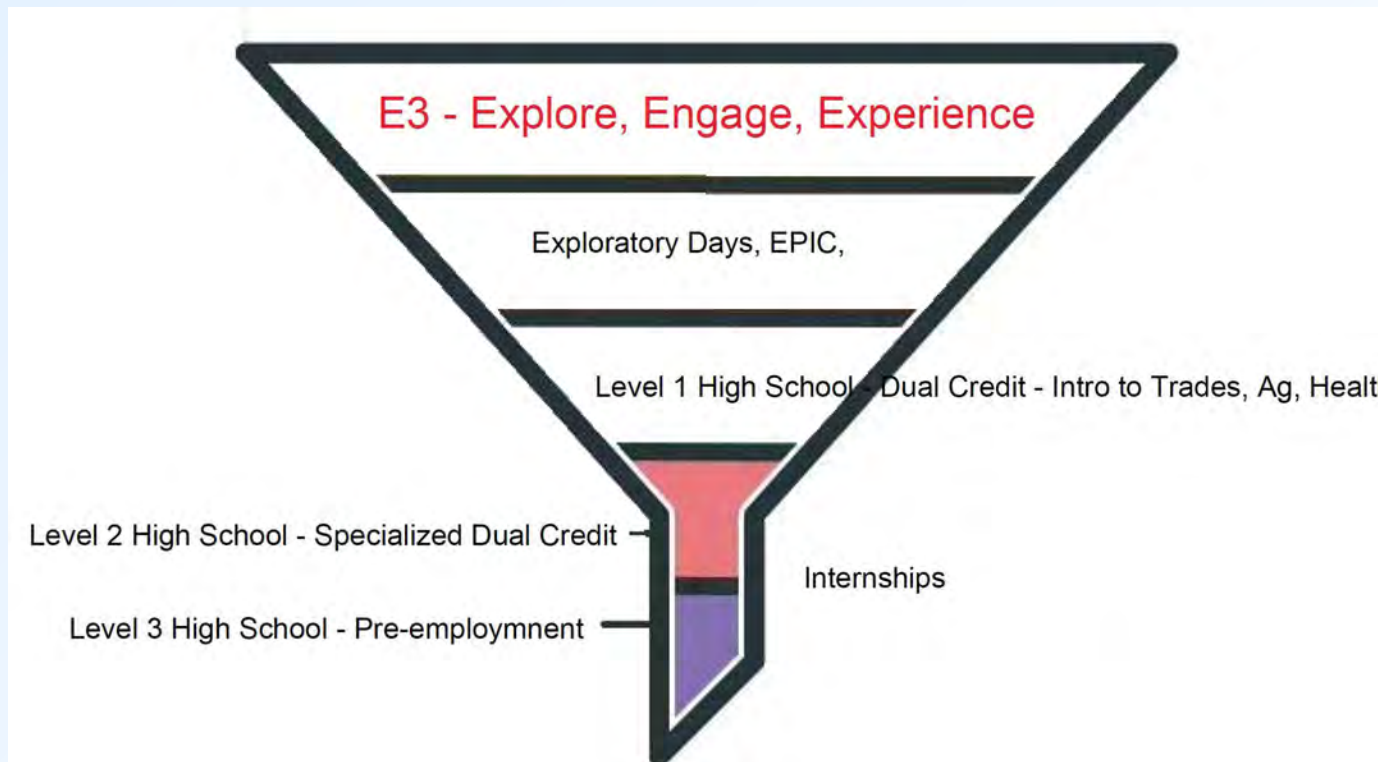 E3 - Explore, Engage, Experience
Exploratory Days, EPIC,
Level 1 High School - Dual Credit - Intro to Trades, Ag, Healt
Level 2 High School - Specialized Dual Credit
Internships
Level 3 High School - Pre-employmnent